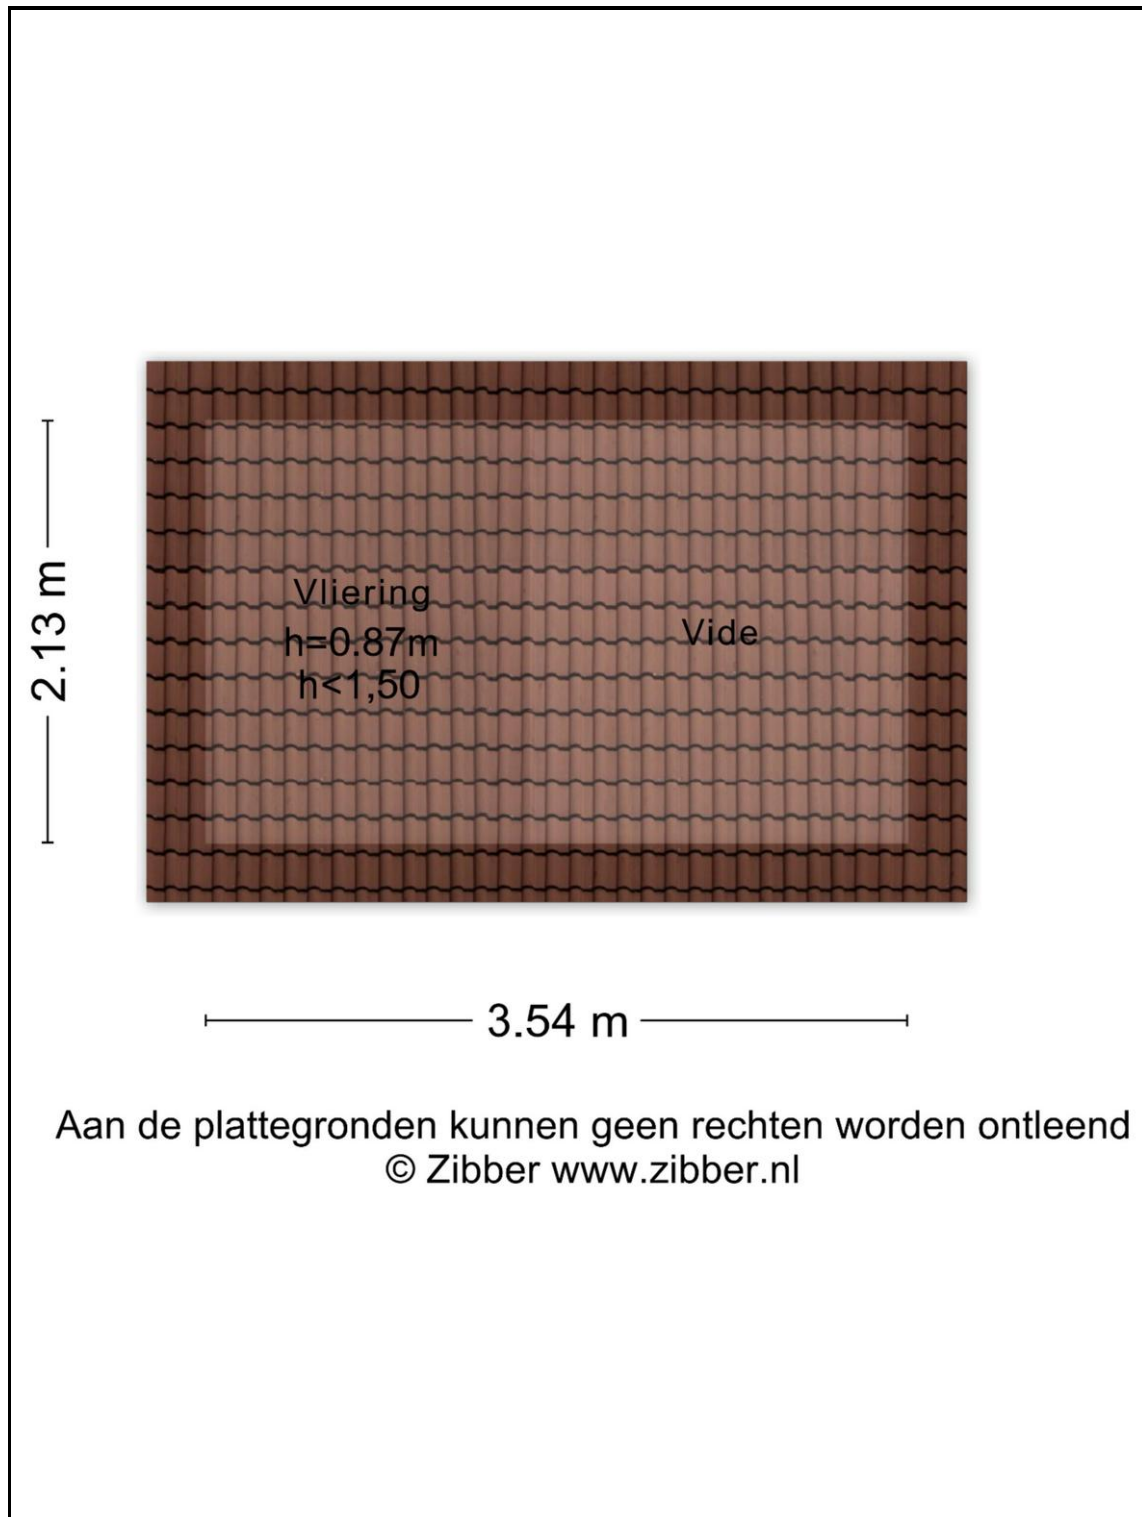 2.13 m
Vliering
h=0.87m
h<1,50
Vide
3.54 m
Aan de plattegronden kunnen geen rechten worden ontleend
© Zibber www.zibber.nl